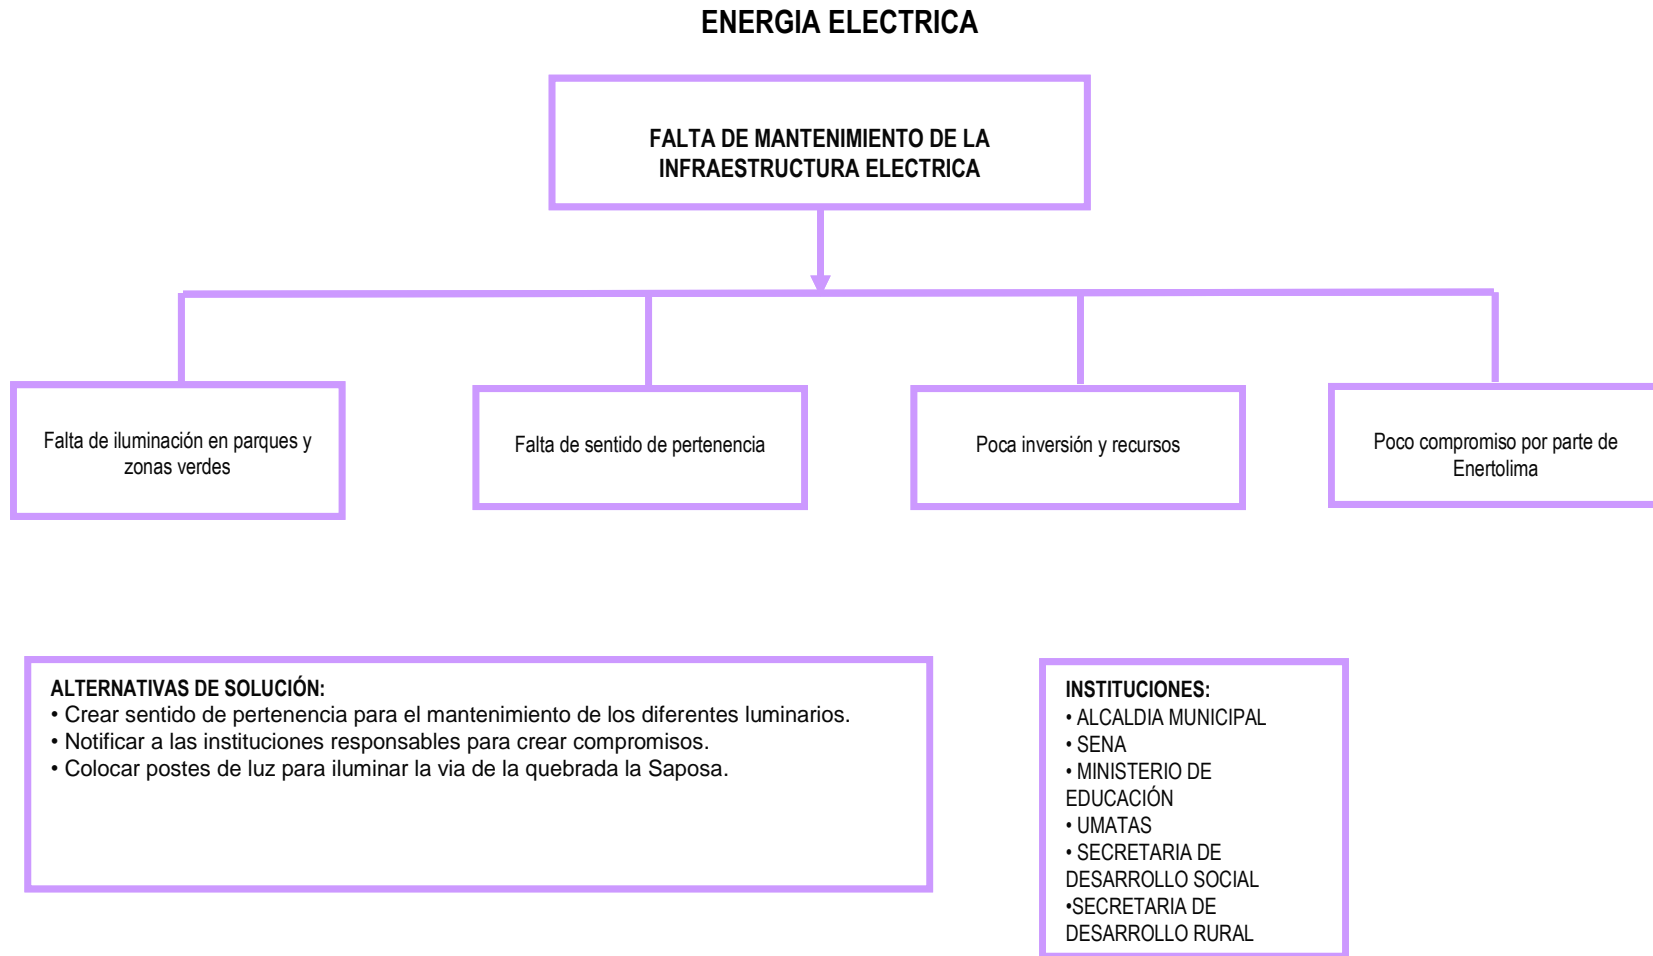 ENERGIA ELECTRICA
FALTA DE MANTENIMIENTO DE LA
INFRAESTRUCTURA ELECTRICA
Falta de iluminación en parques y
zonas verdes
Falta de sentido de pertenencia
Poca inversión y recursos
Poco compromiso por parte de
Enertolima
ALTERNATIVAS DE SOLUCIÓN:
• Crear sentido de pertenencia para el mantenimiento de los diferentes luminarios.
• Notificar a las instituciones responsables para crear compromisos.
• Colocar postes de luz para iluminar la via de la quebrada la Saposa.
INSTITUCIONES:
• ALCALDIA MUNICIPAL
• SENA
• MINISTERIO DE
EDUCACIÓN
• UMATAS
• SECRETARIA DE
DESARROLLO SOCIAL
•SECRETARIA DE
DESARROLLO RURAL